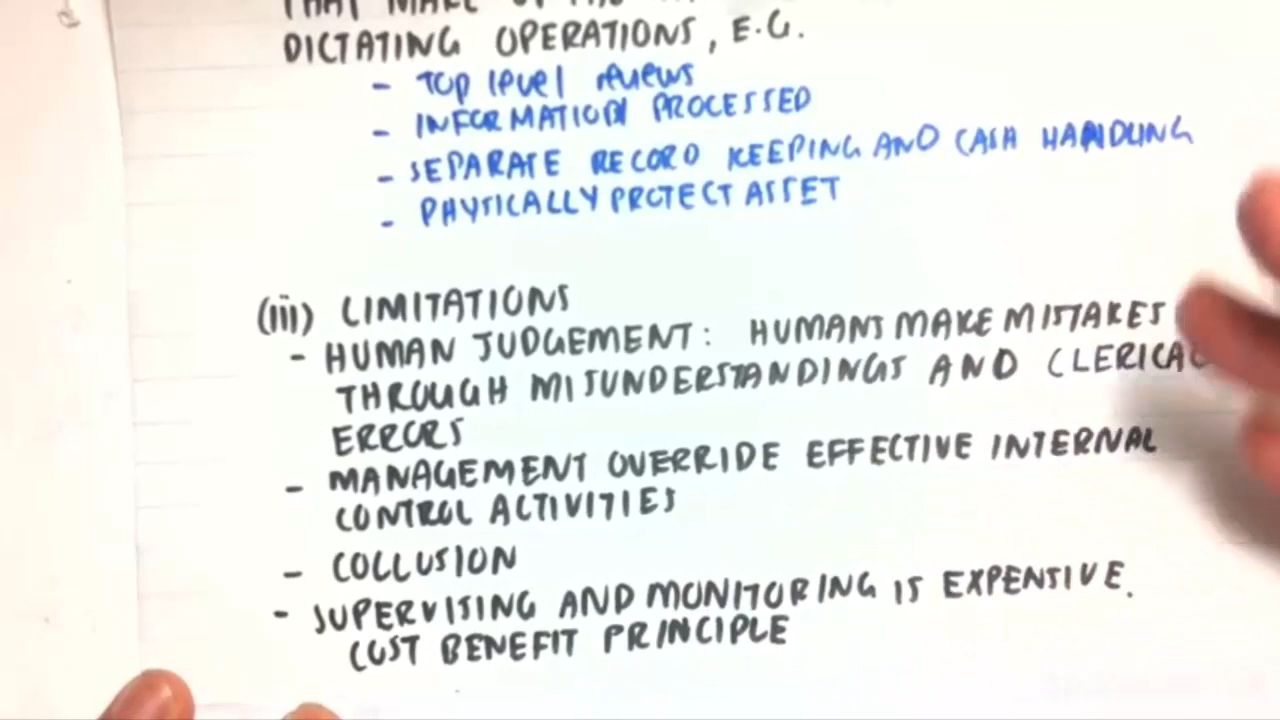 THAT MAKE
DICTATING OPERATIONS, E.G.
- TOP level reviews
- INFORMATION PROCESSED
- SEPARATE RECORD KEEPING AND CASH HANDLING
- PHYSICALLY PROTECT ASSET
(iii) LIMITATIONS
- HUMAN JUDGEMENT: HUMANS MAKE MISTAKES
THROUGH MISUNDERSTANDINGS AND CLERICAL
ERRORS
- MANAGEMENT OVERRIDE EFFECTIVE INTERNAL
CONTROL ACTIVITIES
- COLLUSION
- SUPERVISING AND MONITORING IS EXPENSIVE.
COST BENEFIT PRINCIPLE